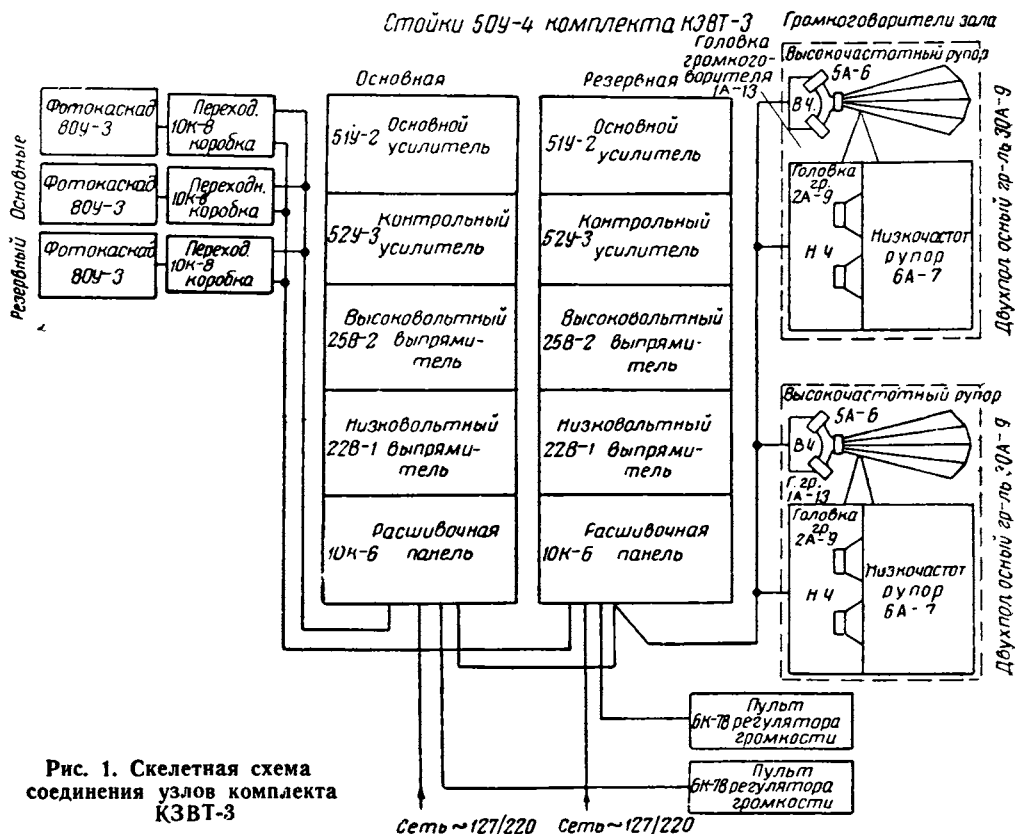 Стойки 50У-4 комплекта КЗВТ-3
Громкоговорители зала
Основная
Резервная
Головка
громкого-
ворителя
1А-13
Основные
Резервный
Фотокаскад
80У-3
Переход.
10К-8
коробка
Фотокаскад
80У-3
Переходн.
10К-8
коробка
Фотокаскад
80У-3
Переход.
10К-8
коробка
51У-2 Основной
усилитель
52У-3 Контрольный
усилитель
Высоковольтный
25В-2 выпрями-
тель
Низковольтный
22В-1 выпрями-
тель
Расшивочная
10К-6 панель
51У-2 Основной
усилитель
52У-3 Контрольный
усилитель
Высоковольтный
25В-2 выпрями-
тель
Низковольтный
22В-1 выпрями-
тель
Расшивочная
10К-6 панель
Высокочастотный рупор
5А-6
ВЧ
Головка
гр.
2А-9
НЧ
Низкочастот
рупор
6А-7
Двухполосный гр-ль 30А-9
Высокочастотный рупор
5А-6
ВЧ
Г. гр.
1А-13
Головка
гр.
2А-9
НЧ
Низкочастот
рупор
6А-7
Двухполосный гр-ль 30А-9
Пульт
6К-78 регулятора
громкости
Пульт
6К-78 регулятора
громкости
Сеть ~127/220
Сеть ~127/220
Рис. 1. Скелетная схема
соединения узлов комплекта
КЗВТ-3